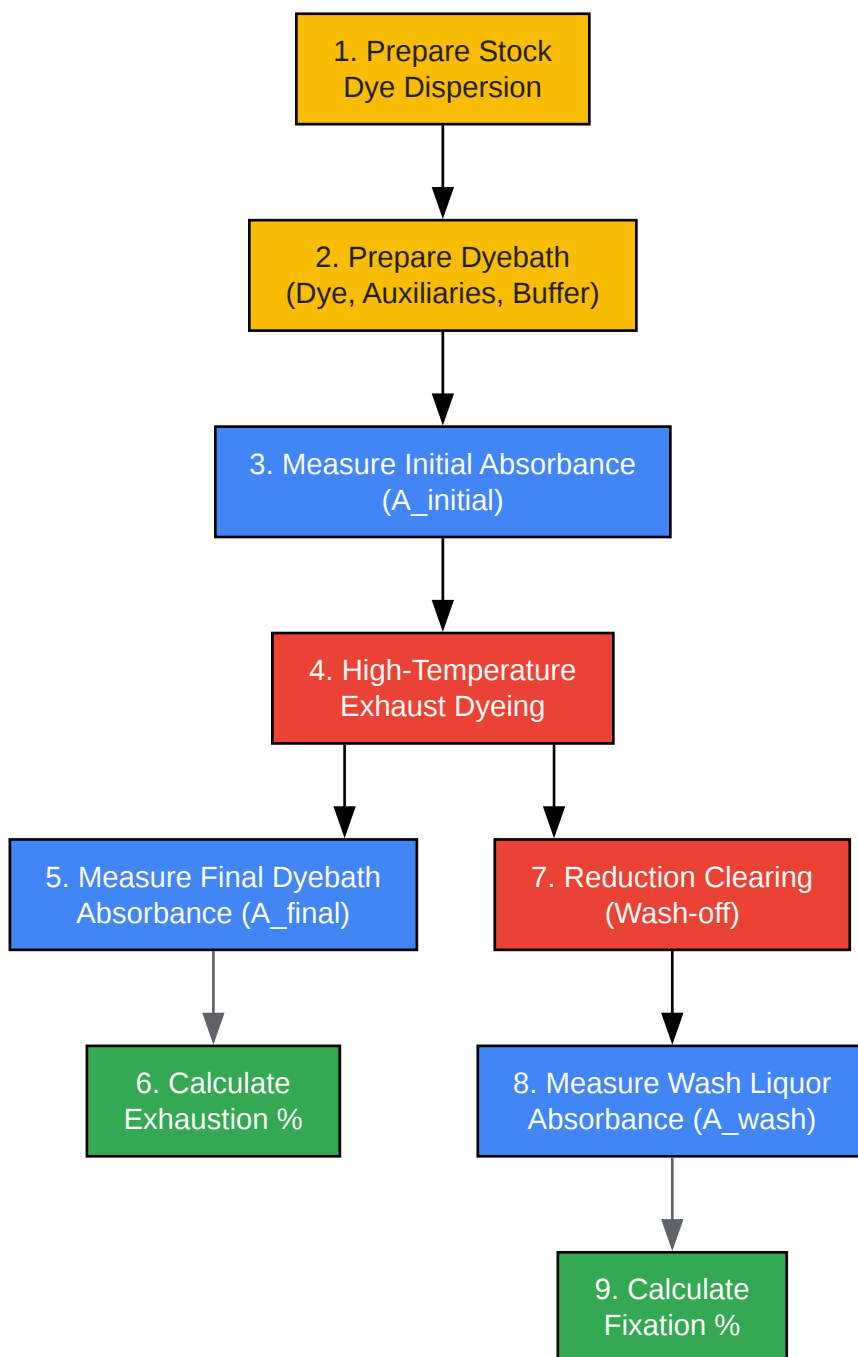 1. Prepare Stock
Dye Dispersion
2. Prepare Dyebath
(Dye, Auxiliaries, Buffer)
3. Measure Initial Absorbance
(A_initial)
4. High-Temperature
Exhaust Dyeing
5. Measure Final Dyebath
Absorbance (A_final)
6. Calculate
Exhaustion %
7. Reduction Clearing
(Wash-off)
8. Measure Wash Liquor
Absorbance (A_wash)
9. Calculate
Fixation %